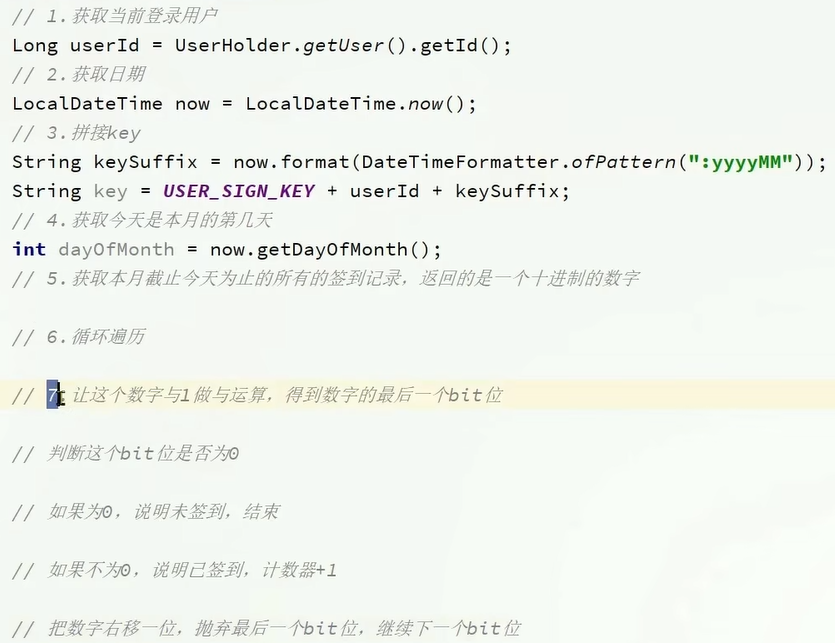 // 1.获取当前登录用户
Long userId = UserHolder.getUser().getId();
// 2.获取日期
LocalDateTime now = LocalDateTime.now();
// 3.拼接key
String keySuffix = now.format(DateTimeFormatter.ofPattern(":yyyyMM"));
String key = USER_SIGN_KEY + userId + keySuffix;
// 4.获取今天是本月的第几天
int dayOfMonth = now.getDayOfMonth();
// 5.获取本月截止今天为止的所有的签到记录，返回的是一个十进制的数字
// 6.循环遍历
// 7.让这个数字与1做与运算，得到数字的最后一个bit位
// 判断这个bit位是否为0
// 如果为0，说明未签到，结束
// 如果不为0，说明已签到，计数器+1
// 把数字右移一位，抛弃最后一个bit位，继续下一个bit位